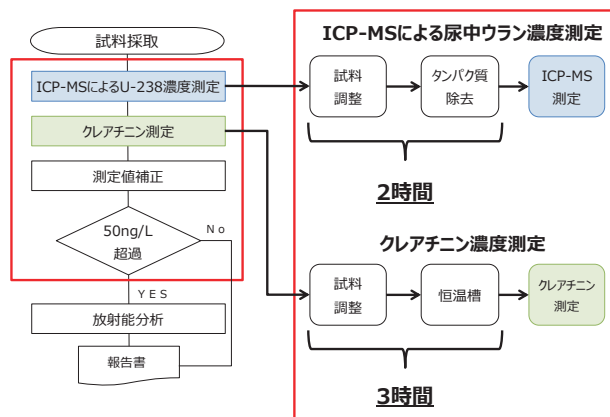 試料採取
ICP-MSによるU-238濃度測定
クレアチニン測定
測定値補正
50ng/L
超過
No
YES
放射能分析
報告書
ICP-MSによる尿中ウラン濃度測定
試料
調整
タンパク質
除去
ICP-MS
測定
2時間
クレアチニン濃度測定
試料
調整
恒温槽
クレアチニン
測定
3時間